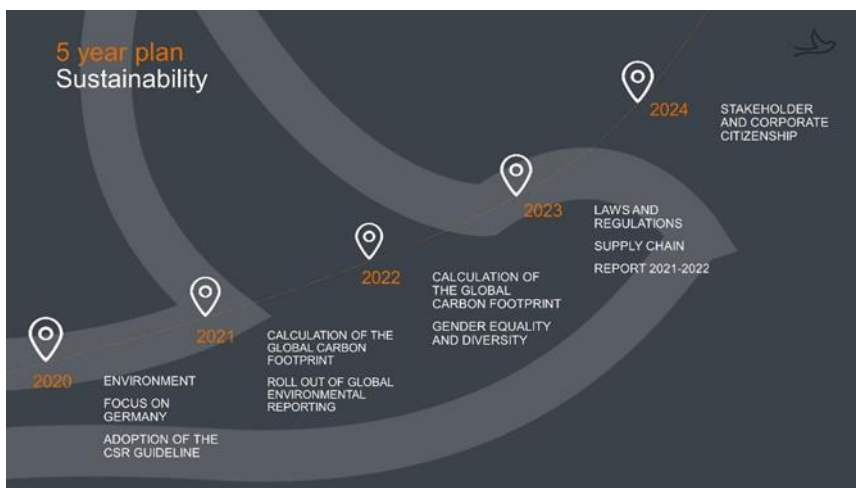 5 year plan
Sustainability
2020
ENVIRONMENT
FOCUS ON
GERMANY
ADOPTION OF THE
CSR GUIDELINE
2021
CALCULATION OF THE
GLOBAL CARBON
FOOTPRINT
ROLL OUT OF GLOBAL
ENVIRONMENTAL
REPORTING
2022
CALCULATION OF
THE GLOBAL
CARBON FOOTPRINT
GENDER EQUALITY
AND DIVERSITY
2023
LAWS AND
REGULATIONS
SUPPLY CHAIN
REPORT 2021-2022
2024
STAKEHOLDER
AND CORPORATE
CITIZENSHIP